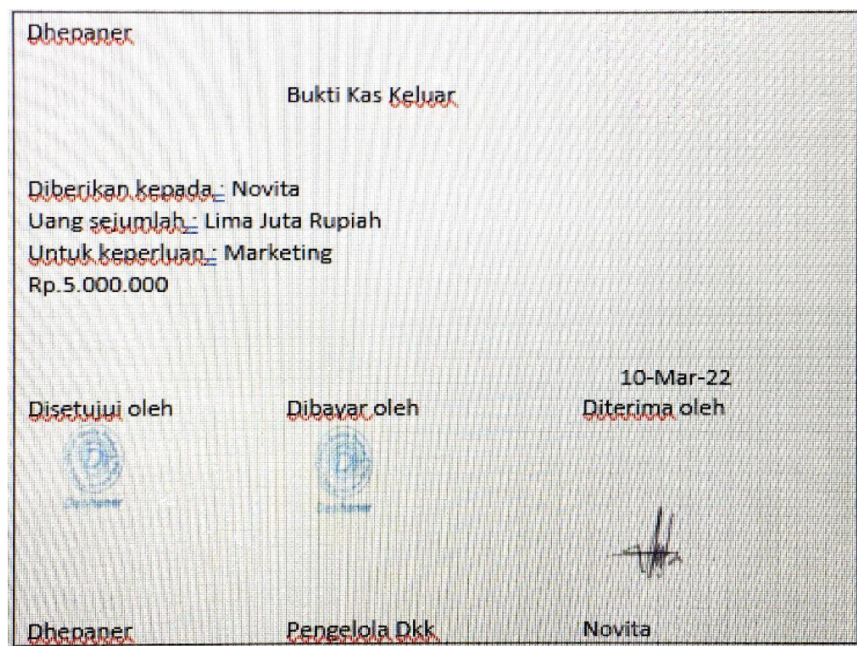 Dhepaner
Bukti Kas Keluar
Diberikan kepada : Novita
Uang sejumlah : Lima Juta Rupiah
Untuk keperluan : Marketing
Rp.5.000.000
10-Mar-22
Disetujui oleh Dibayar oleh Diterima oleh
Dhepaner Pengelola Dkk Novita